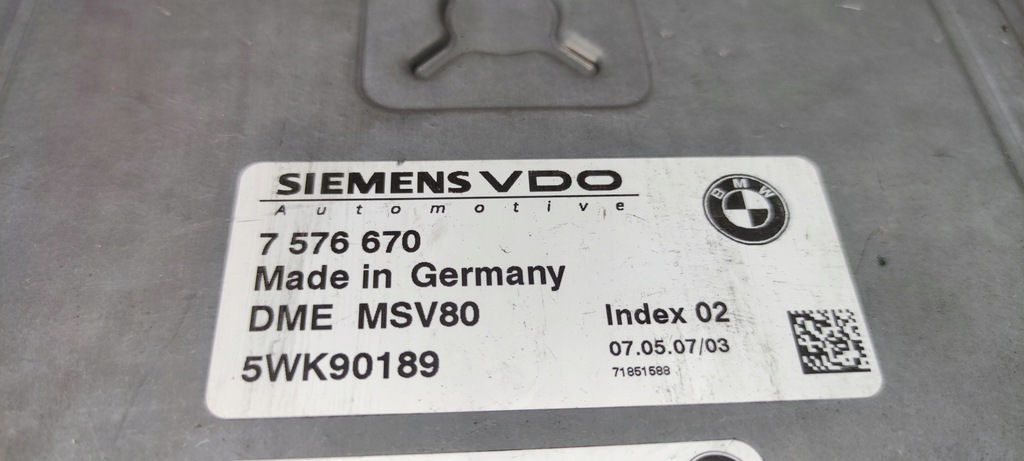 SIEMENS VDO
Automotive
BMW
7 576 670
Made in Germany
DME MSV80
Index 02
07.05.07/03
5WK90189
71851588